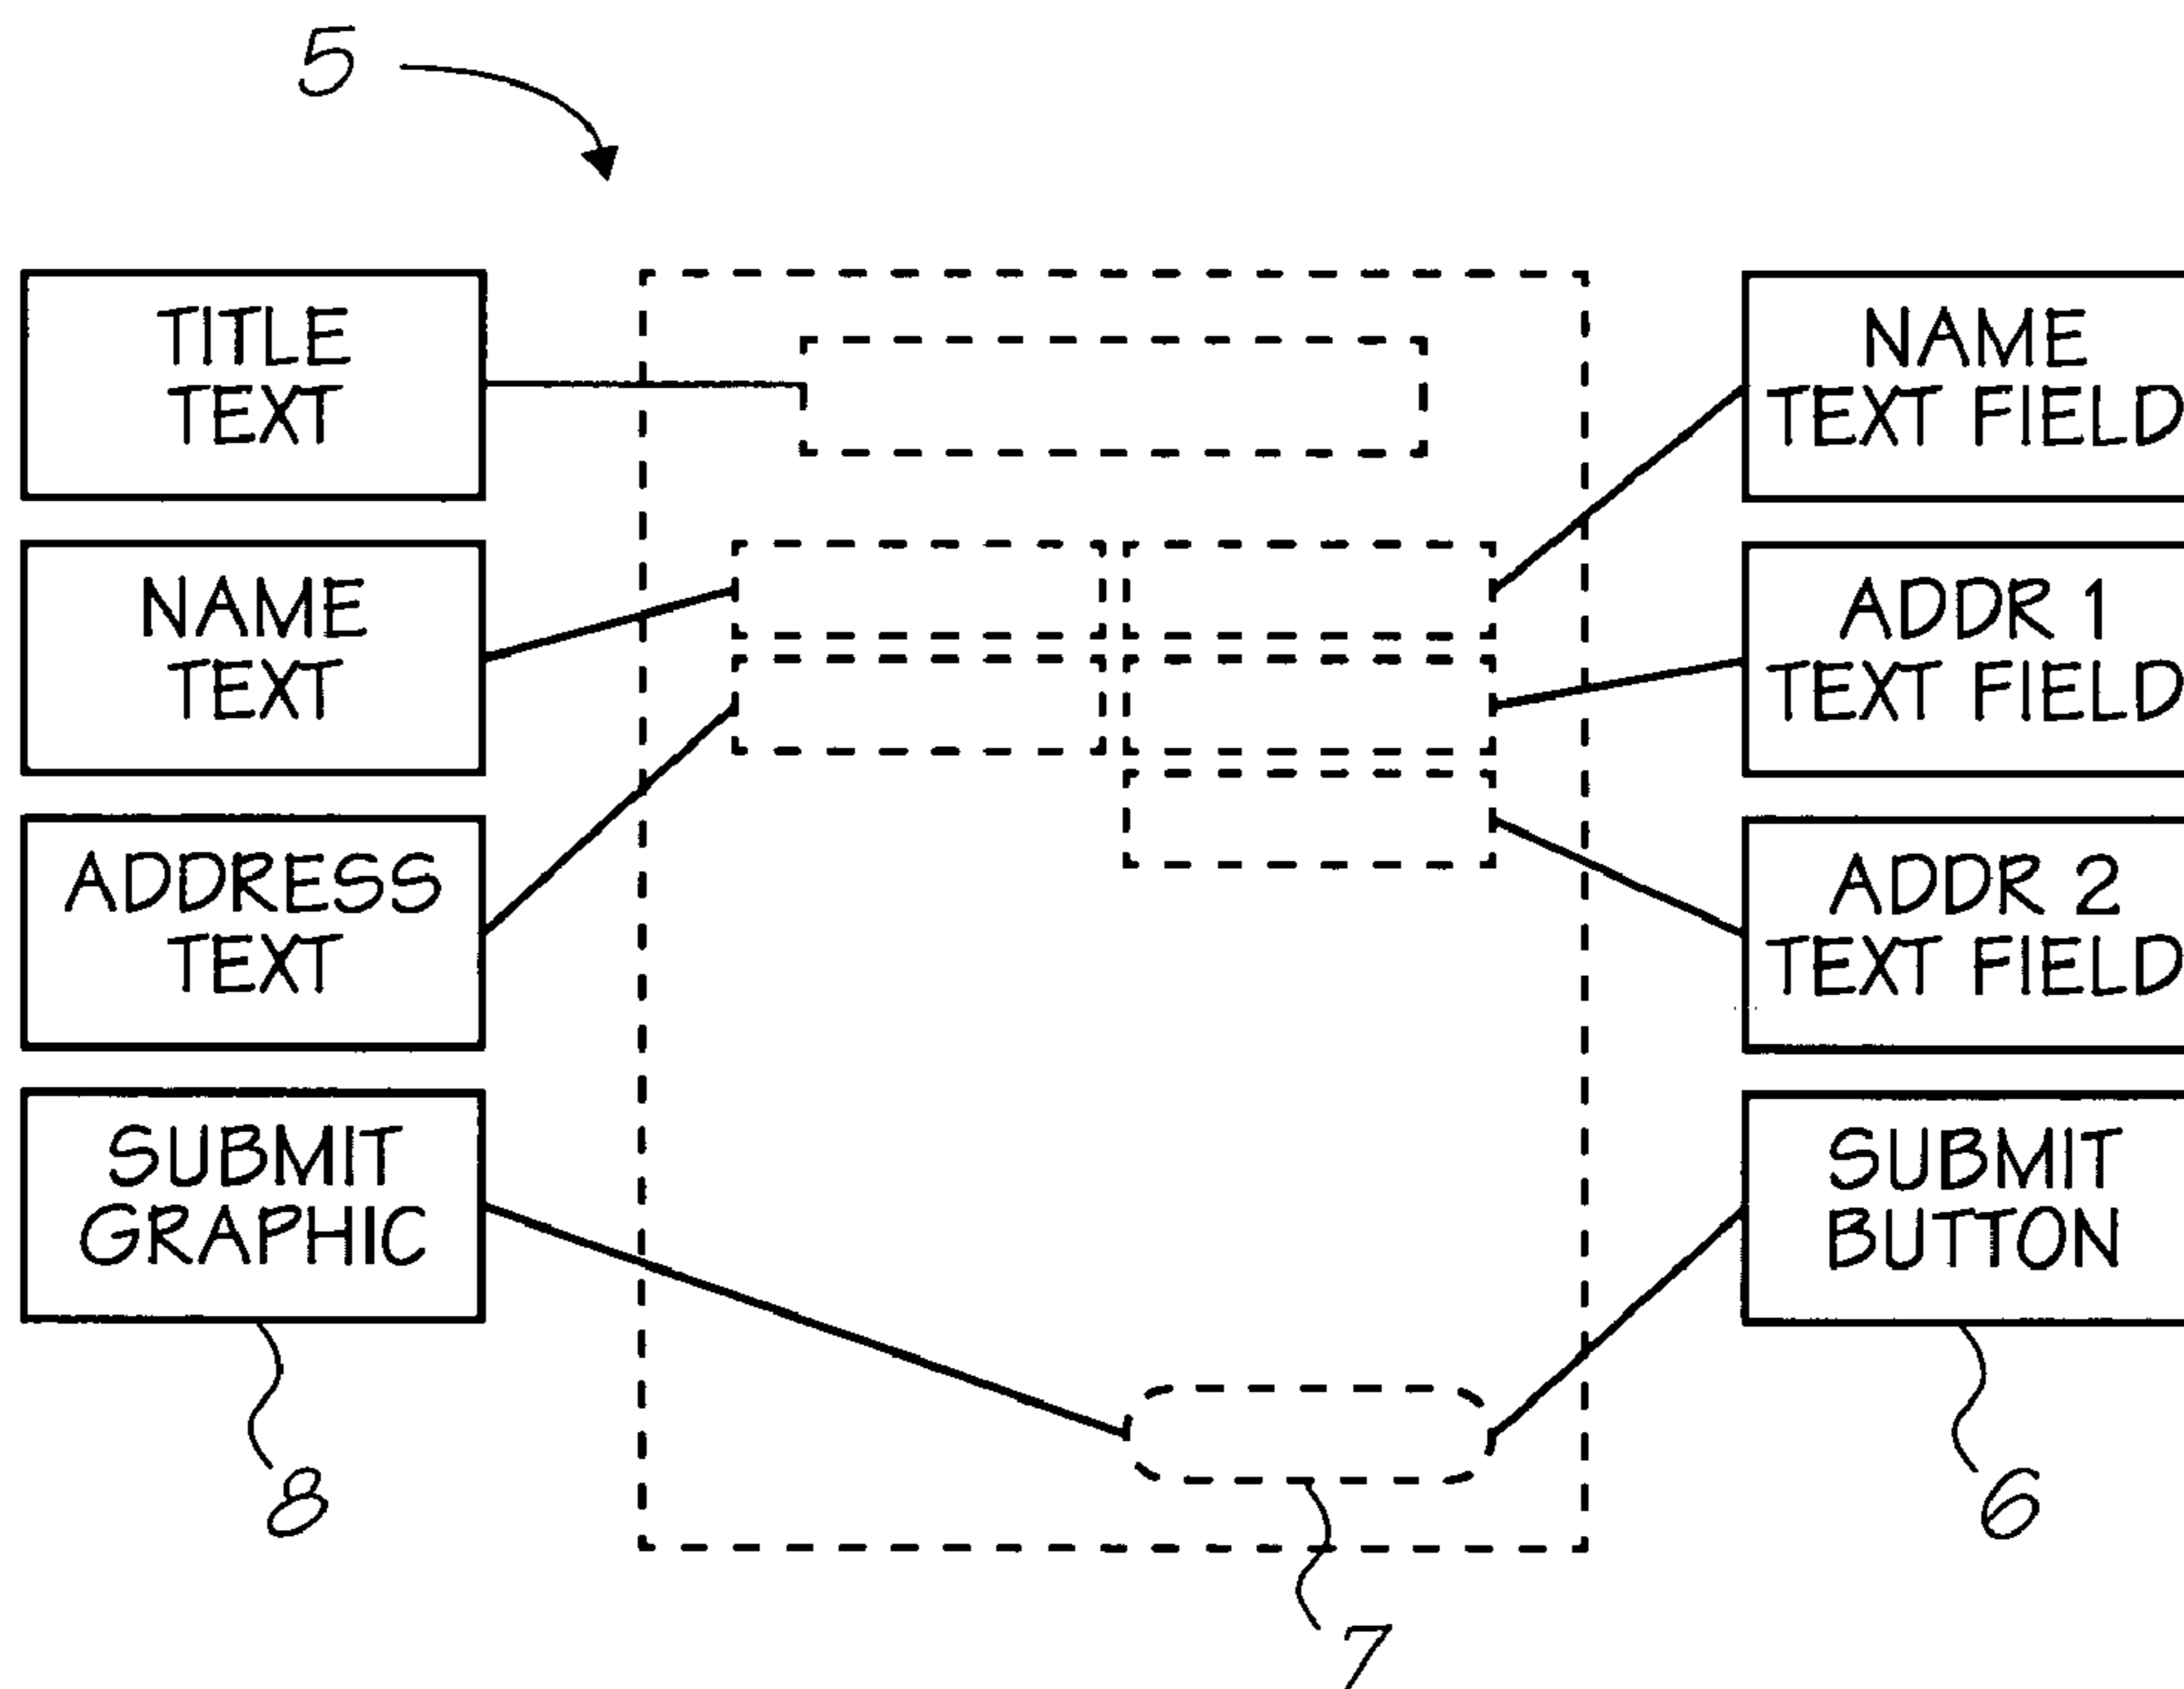 5
TITLE
TEXT
NAME
TEXT FIELD
NAME
TEXT
ADDR 1
TEXT FIELD
ADDRESS
TEXT
ADDR 2
TEXT FIELD
SUBMIT
GRAPHIC
SUBMIT
BUTTON
8
6
7